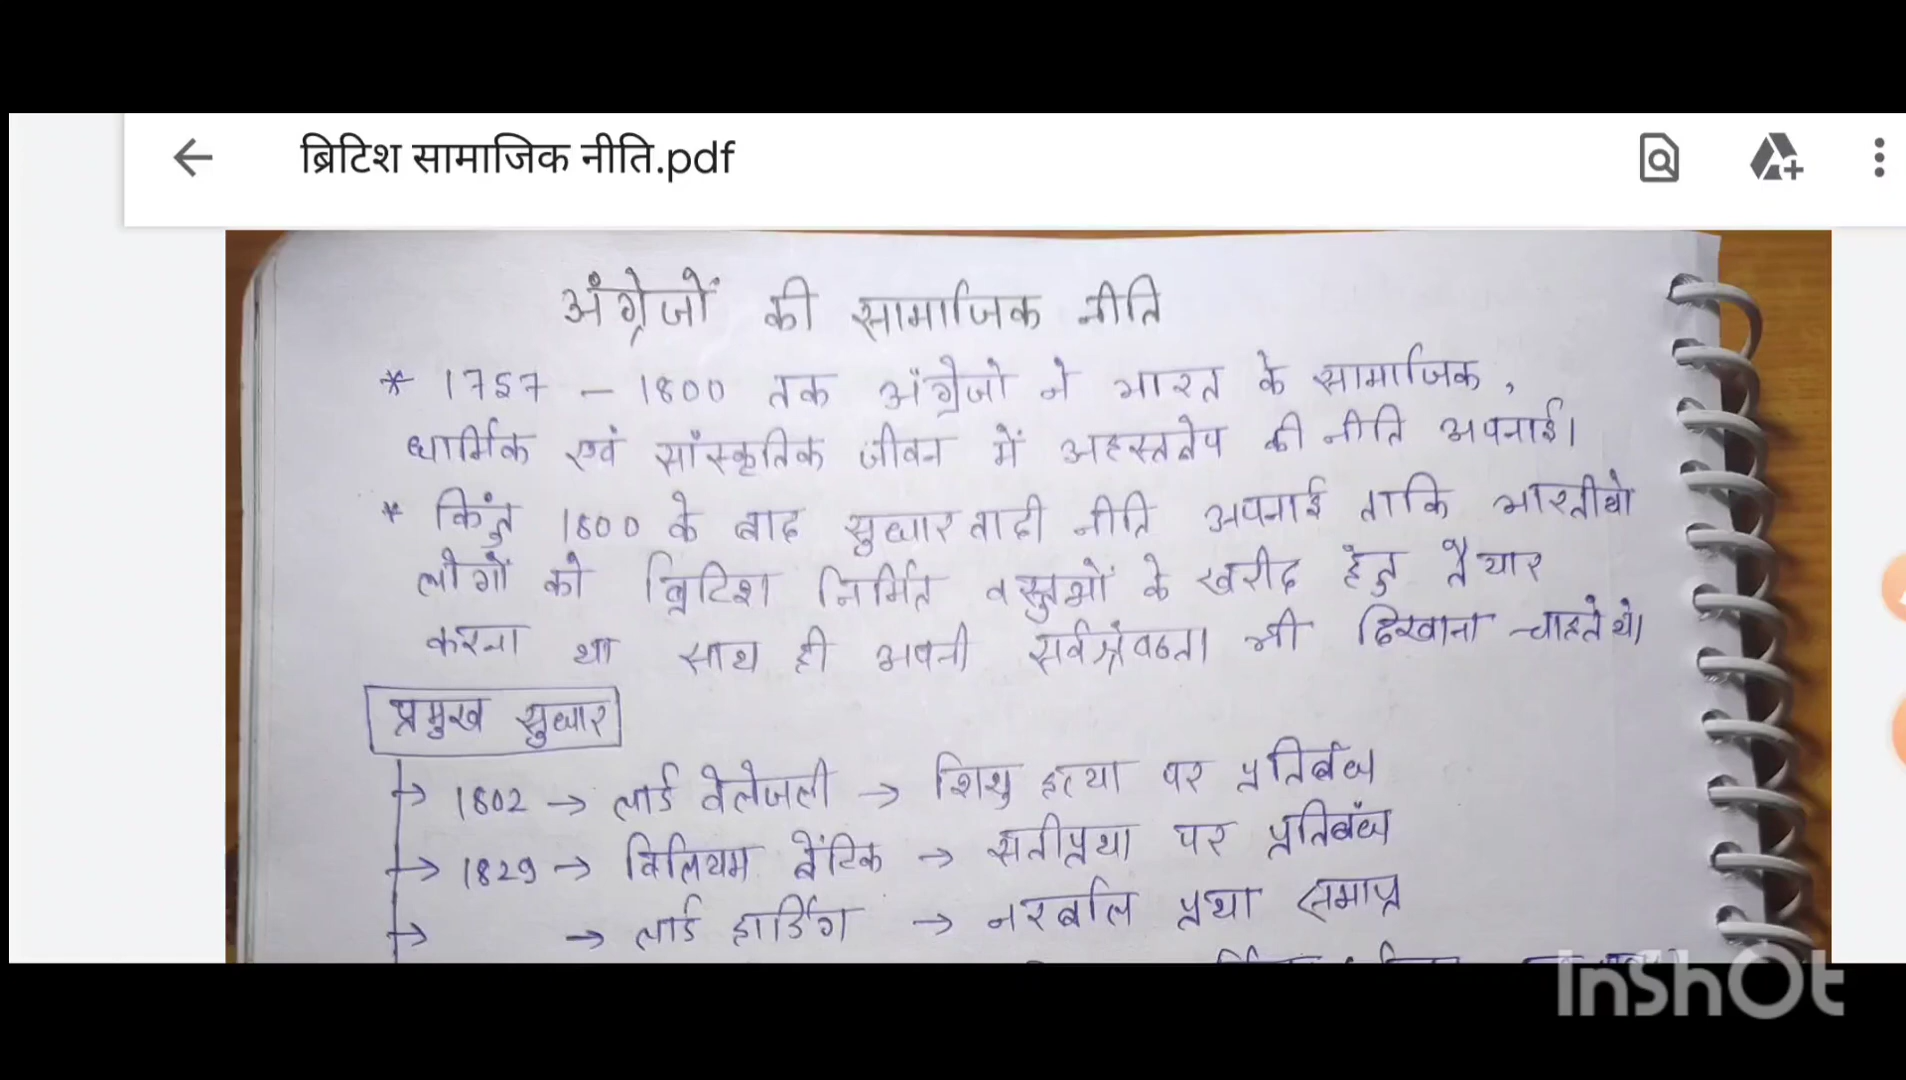 ब्रिटिश सामाजिक नीति.pdf
अंग्रेजों की सामाजिक नीति
* 1757 - 1800 तक अंग्रेजो ने भारत के सामाजिक,
धार्मिक एवं सांस्कृतिक जीवन में अहस्तक्षेप की नीति अपनाई।
* किंतु 1800 के बाद सुधारवादी नीति अपनाई ताकि भारतीयो
लोगों को ब्रिटिश निर्मित वस्तुओं के खरीद हेतु तैयार
करना था साथ ही अपनी सर्वश्रेष्ठता भी दिखाना चाहते थे।
प्रमुख सुधार
→ 1802 → लार्ड वेलेजली → शिशु हत्या पर प्रतिबंध
→ 1829 → विलियम बेंटिक → सतीप्रथा पर प्रतिबंध
→ → लार्ड हार्डिंग → नरबलि प्रथा समाप्त
InShOt